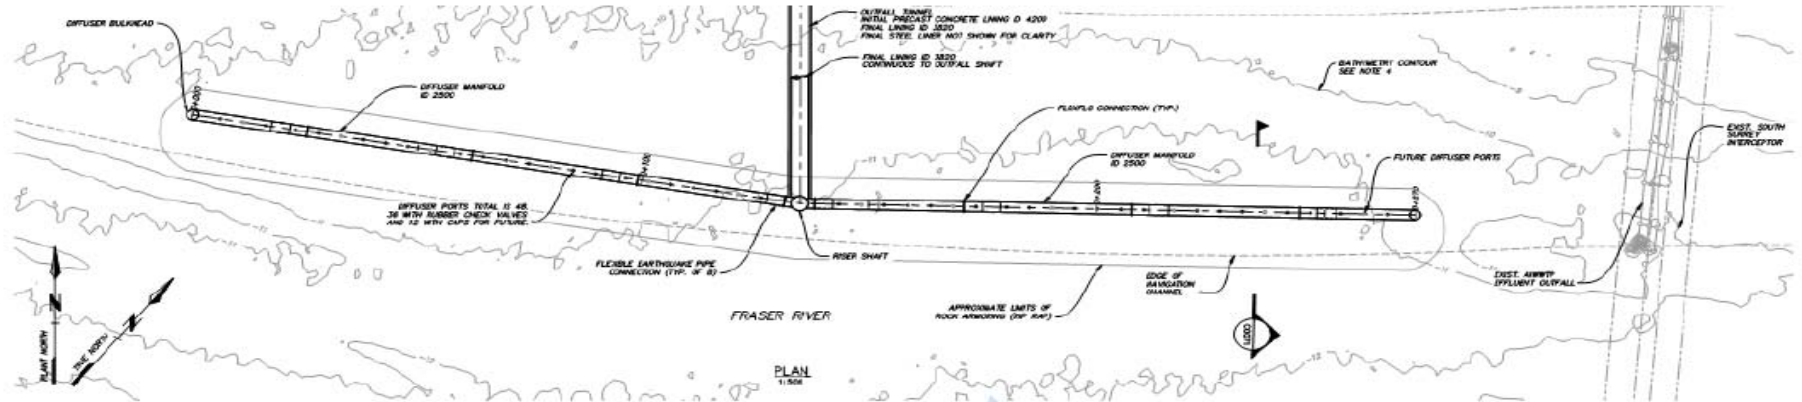 DIFFUSER BULKHEAD
DIFFUSER MANIFOLD
ID 2500
1+100
DIFFUSER PORTS TOTAL IS 48.
36 WITH RUBBER CHECK VALVES
AND 12 WITH CAPS FOR FUTURE.
FLEXIBLE EARTHQUAKE PIPE
CONNECTION (TYP. OF 8)
RISER SHAFT
OUTFALL TUNNEL
INITIAL PRECAST CONCRETE LINING ID 4200
FINAL LINING ID 3820
FINAL STEEL LINER NOT SHOWN FOR CLARITY
FINAL LINING ID 3820
CONTINUOUS TO OUTFALL SHAFT
CONNECTION (TYP.)
DIFFUSER MANIFOLD
ID 2500
BATHYMETRY CONTOUR
SEE NOTE 4
FUTURE DIFFUSER PORTS
EXIST. SOUTH
SURREY
INTERCEPTOR
EXIST. AIWWTP
EFFLUENT OUTFALL
EDGE OF
NAVIGATION
CHANNEL
APPROXIMATE LIMITS OF
ROCK ARMORING (RIP RAP)
FRASER RIVER
PLANT NORTH
N
TRUE NORTH
N
PLAN
1:500